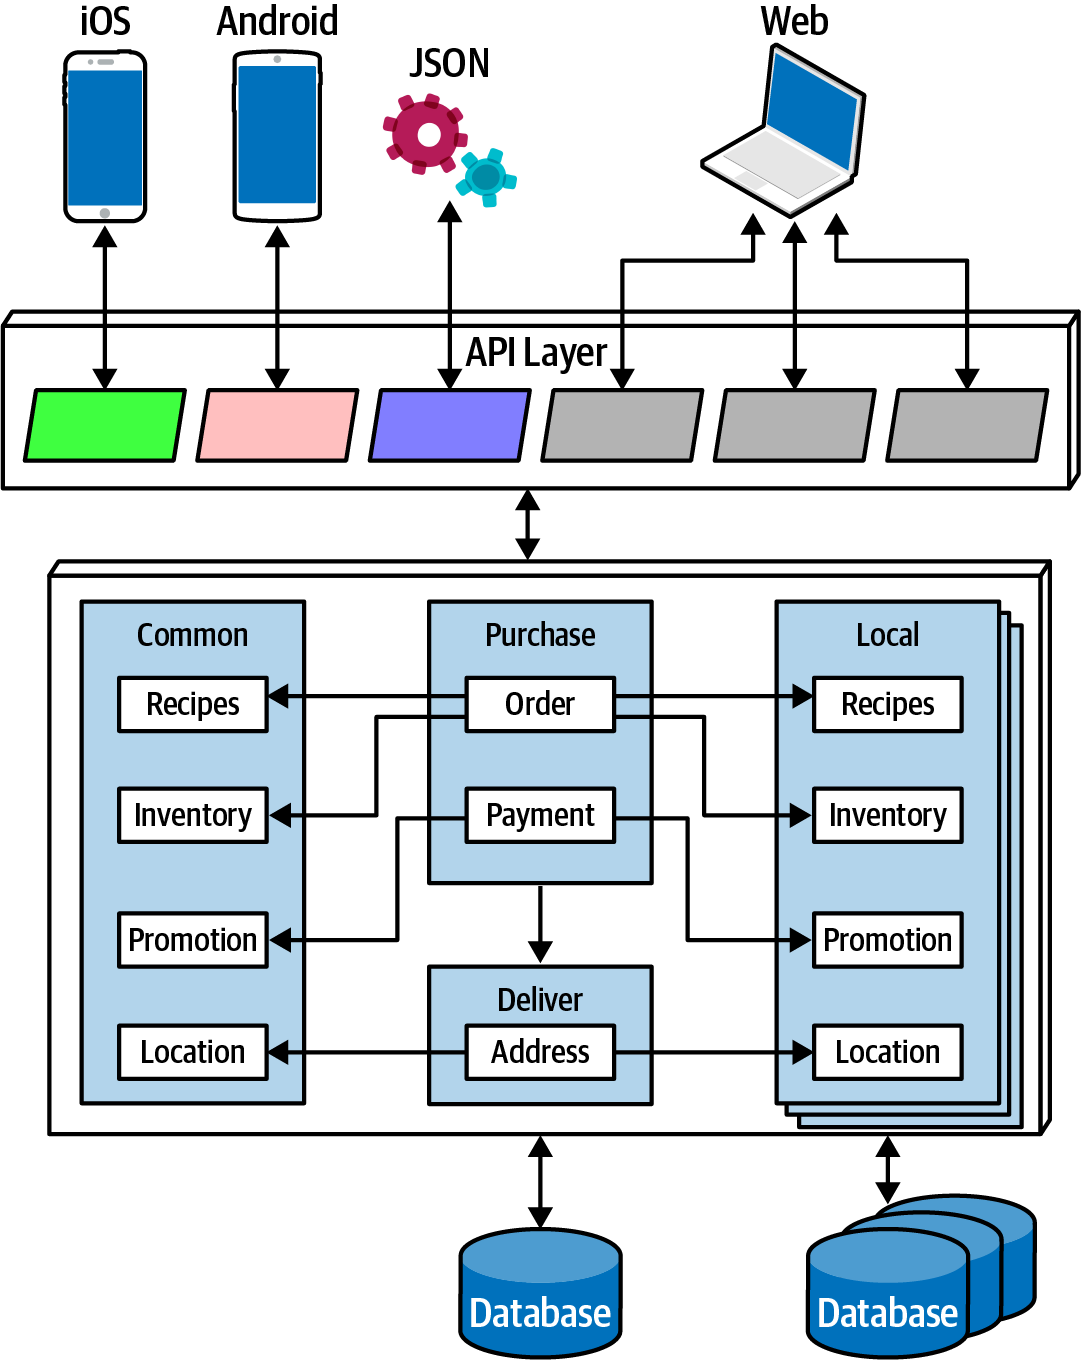 iOS
Android
JSON
Web
API Layer
Common
Purchase
Local
Recipes
Order
Recipes
Inventory
Payment
Inventory
Promotion
Promotion
Deliver
Location
Address
Location
Database
Database